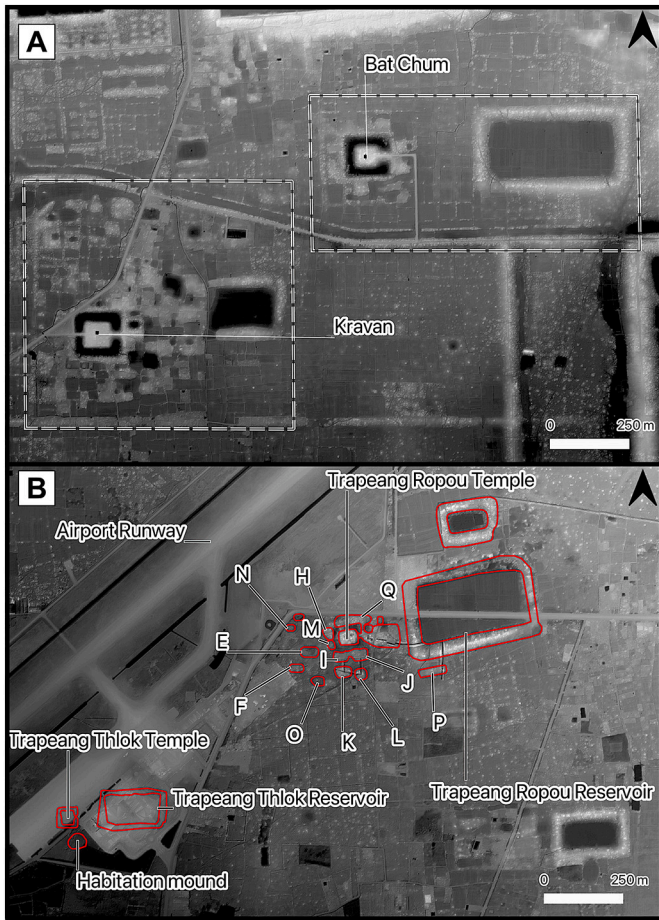 A
Bat Chum
Kravan
0 250 m
B
Trapeang Ropou Temple
Airport Runway
N H Q
M
E
I
J
F
O K L P
Trapeang Thlok Temple
Trapeang Thlok Reservoir
Trapeang Ropou Reservoir
Habitation mound
0 250 m